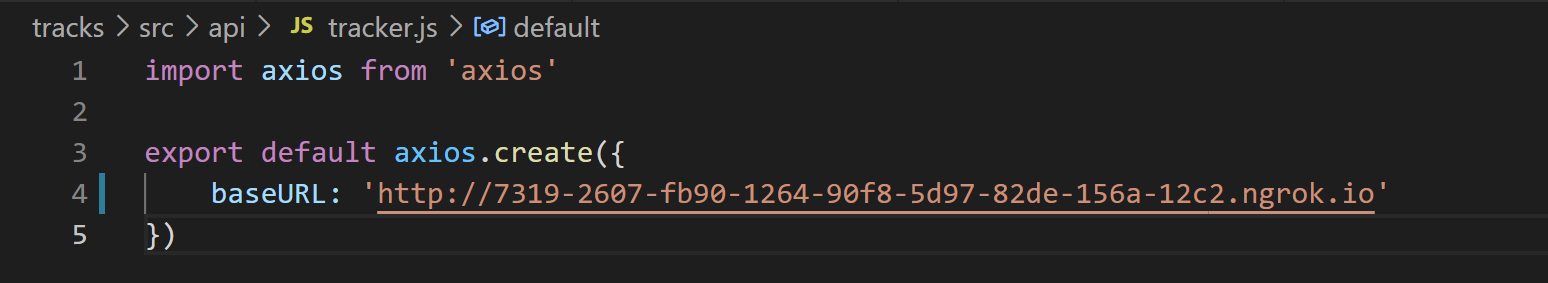 tracks > src > api > JS tracker.js > default
1 import axios from 'axios'
2
3 export default axios.create({
4 baseURL: 'http://7319-2607-fb90-1264-90f8-5d97-82de-156a-12c2.ngrok.io'
5 })